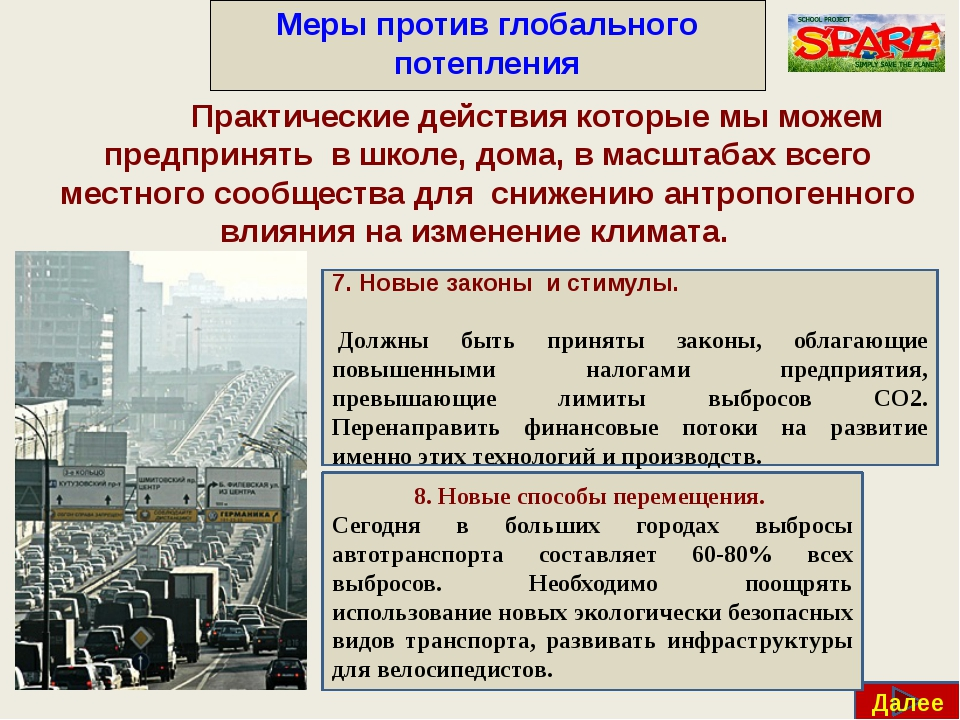 Меры против глобального
потепления
SCHOOL PROJECT
SPARE
SIMPLY SAVE THE PLANET
Практические действия которые мы можем
предпринять в школе, дома, в масштабах всего
местного сообщества для снижению антропогенного
влияния на изменение климата.
7. Новые законы и стимулы.
Должны быть приняты законы, облагающие
повышенными налогами предприятия,
превышающие лимиты выбросов СО2.
Перенаправить финансовые потоки на развитие
именно этих технологий и производств.
3-е КОЛЬЦО
КУТУЗОВСКИЙ пр-т
ШМИТОВСКИЙ пр.
ЦЕНТР
Б. ФИЛЕВСКАЯ ул.
ИЗ ЦЕНТРА
СОБЛЮДАЙТЕ
ДИСТАНЦИЮ
ГЕРМАНИКА
8. Новые способы перемещения.
Сегодня в больших городах выбросы
автотранспорта составляет 60-80% всех
выбросов. Необходимо поощрять
использование новых экологически безопасных
видов транспорта, развивать инфраструктуры
для велосипедистов.
Далее